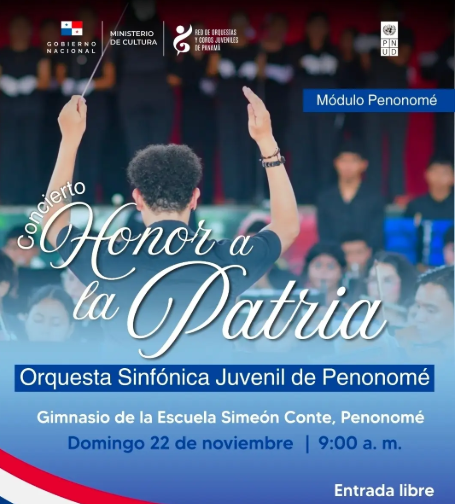 GOBIERNO
NACIONAL
MINISTERIO
DE CULTURA
RED DE ORQUESTAS
Y COROS JUVENILES
DE PANAMÁ
P N
U D
Módulo Penonomé
Concierto
Honor a
la Patria
Orquesta Sinfónica Juvenil de Penonomé
Gimnasio de la Escuela Simeón Conte, Penonomé
Domingo 22 de noviembre | 9:00 a. m.
Entrada libre